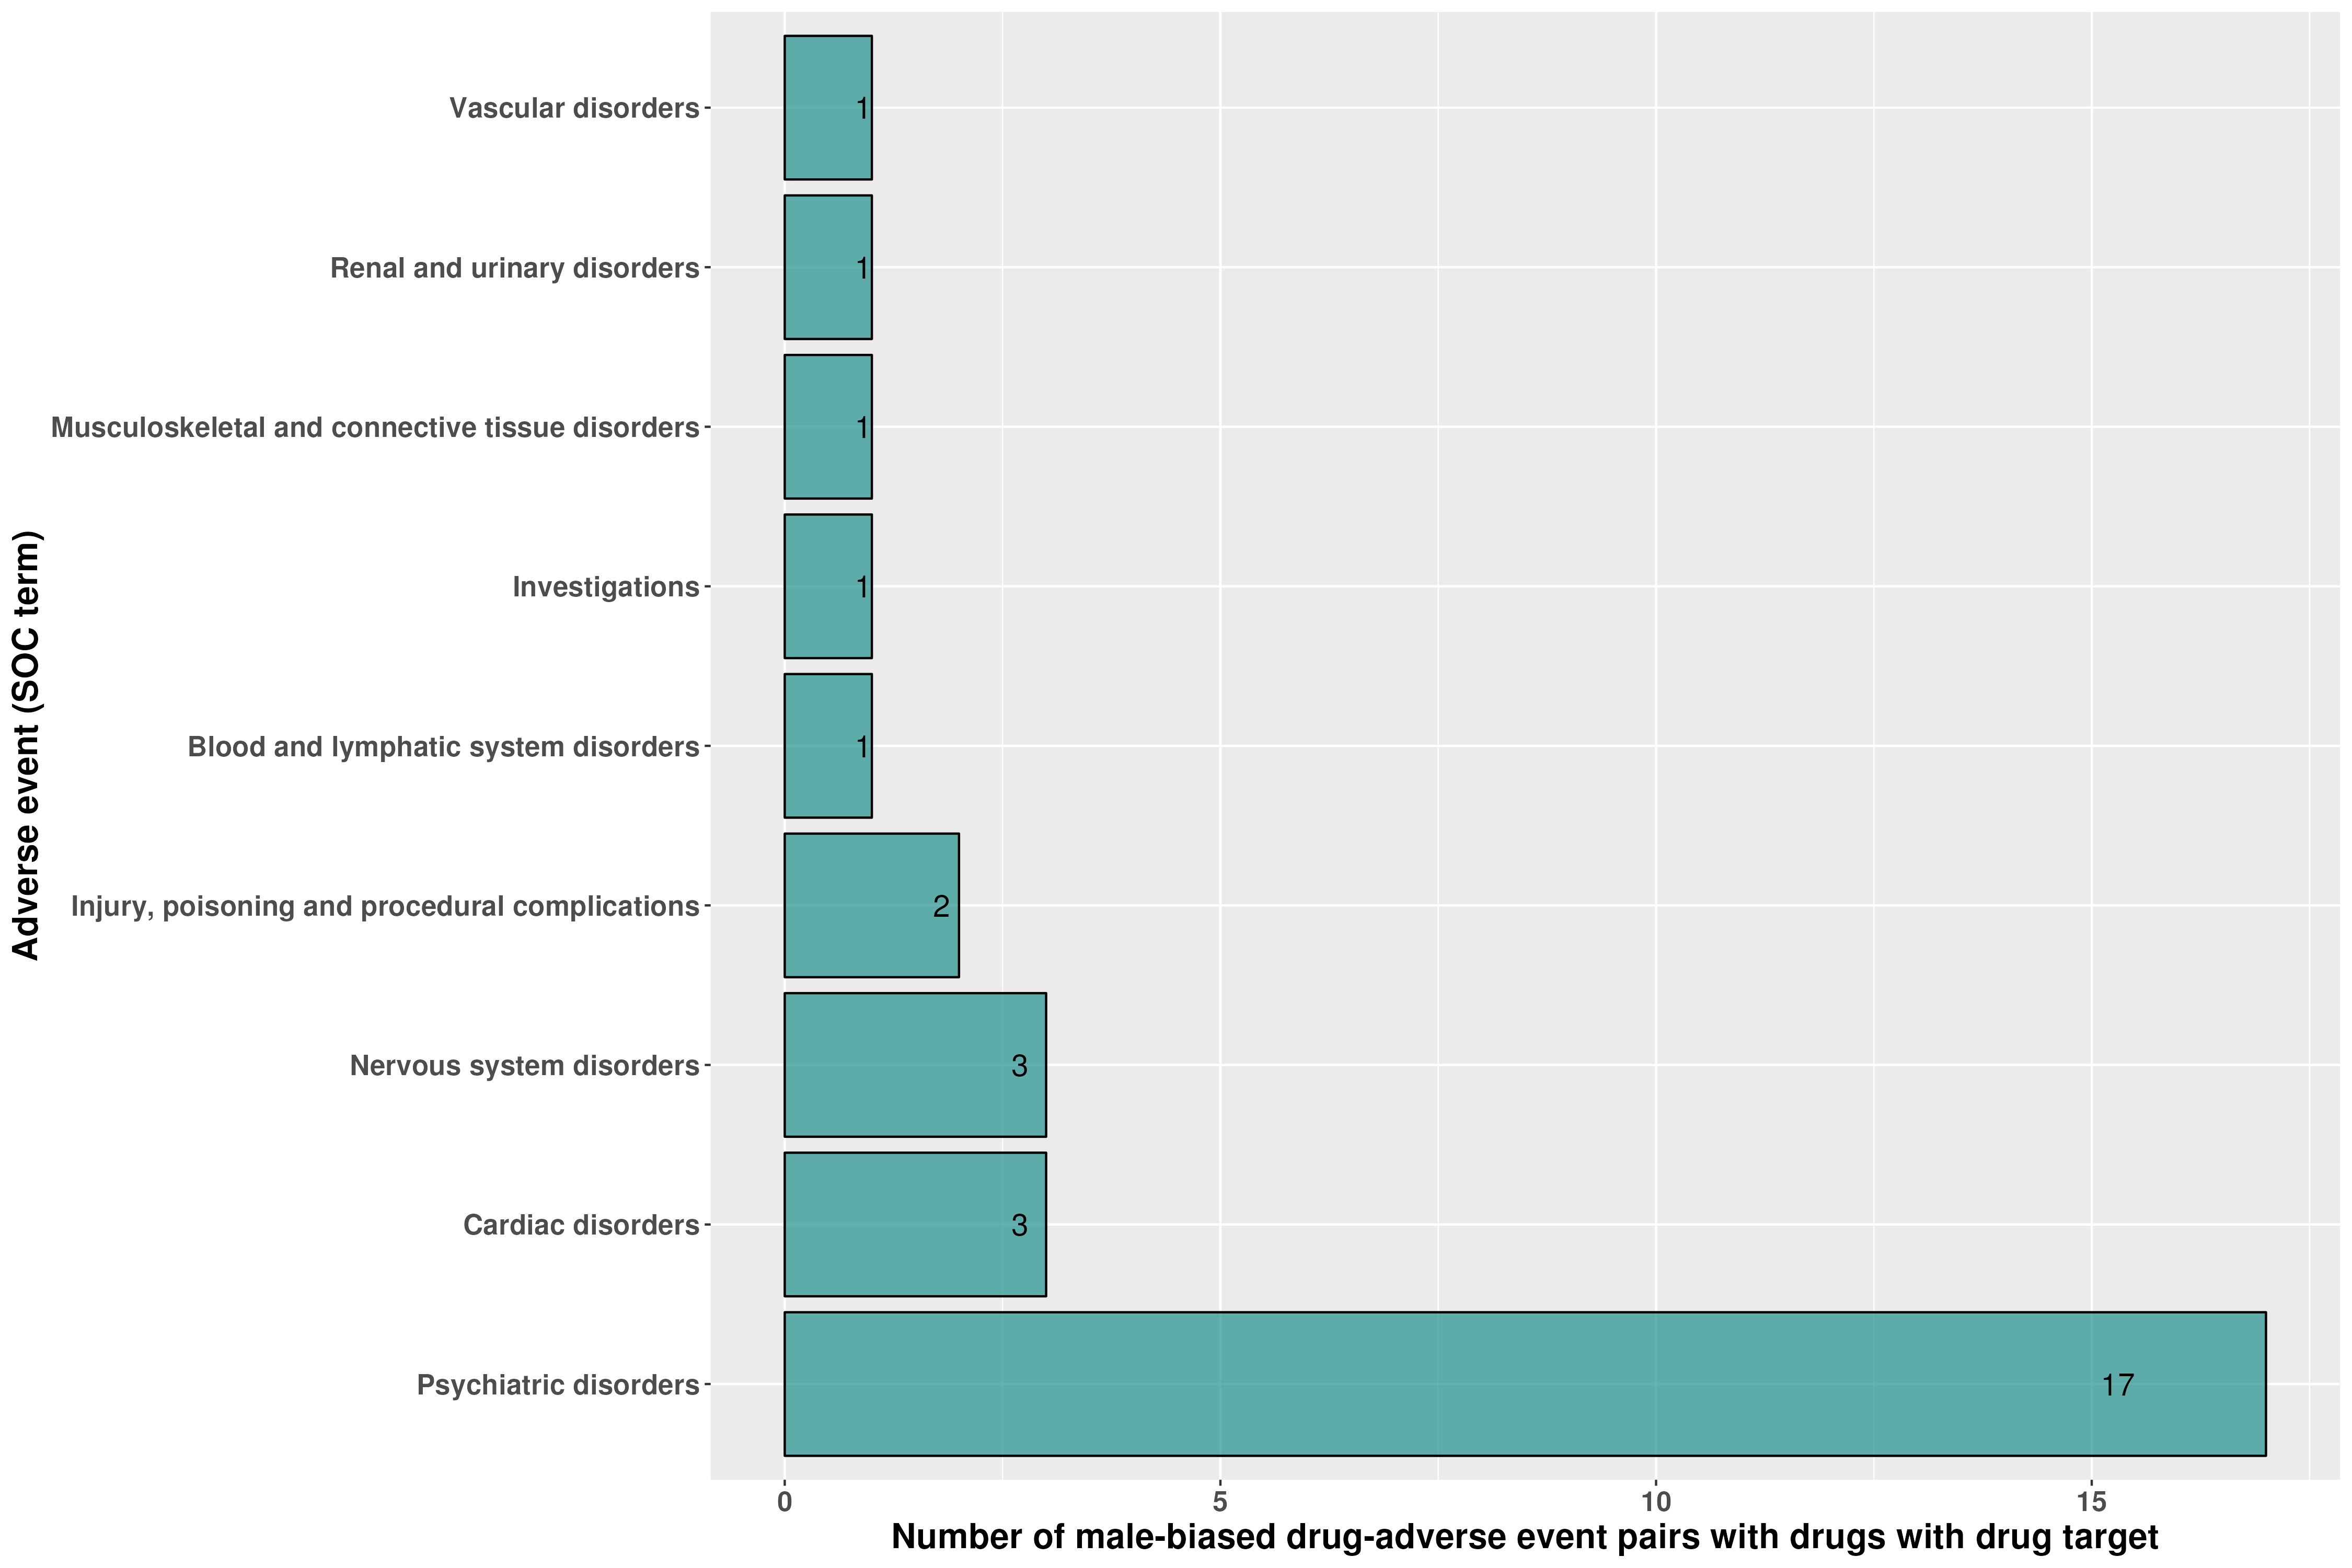 Adverse event (SOC term)
Vascular disorders
1
Renal and urinary disorders
1
Musculoskeletal and connective tissue disorders
1
Investigations
1
Blood and lymphatic system disorders
1
Injury, poisoning and procedural complications
2
Nervous system disorders
3
Cardiac disorders
3
Psychiatric disorders
17
0 5 10 15
Number of male-biased drug-adverse event pairs with drugs with drug target